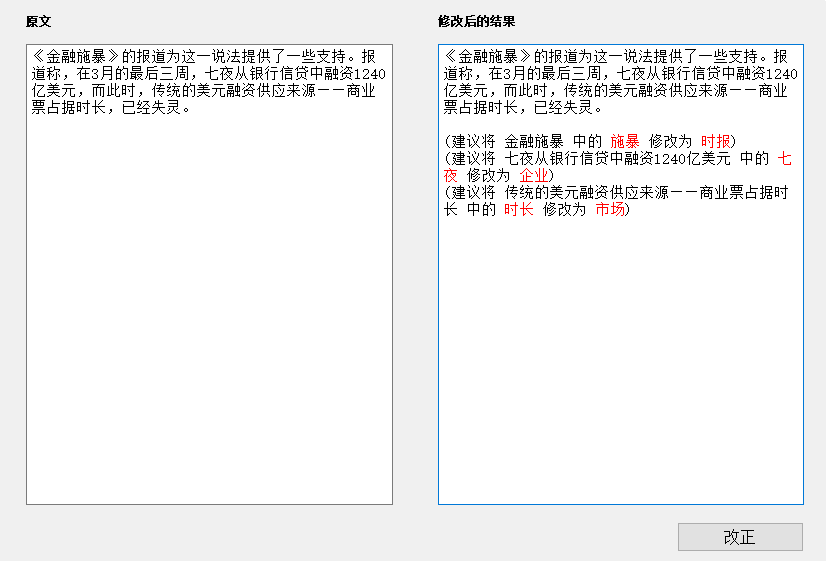 原文
《金融施暴》的报道为这一说法提供了一些支持。报
道称，在3月的最后三周，七夜从银行信贷中融资1240
亿美元，而此时，传统的美元融资供应来源——商业
票占据时长，已经失灵。
修改后的结果
《金融施暴》的报道为这一说法提供了一些支持。报
道称，在3月的最后三周，七夜从银行信贷中融资1240
亿美元，而此时，传统的美元融资供应来源——商业
票占据时长，已经失灵。
(建议将 金融施暴 中的 施暴 修改为 时报)
(建议将 七夜从银行信贷中融资1240亿美元 中的 七
夜 修改为 企业)
(建议将 传统的美元融资供应来源——商业票占据时
长 中的 时长 修改为 市场)
改正